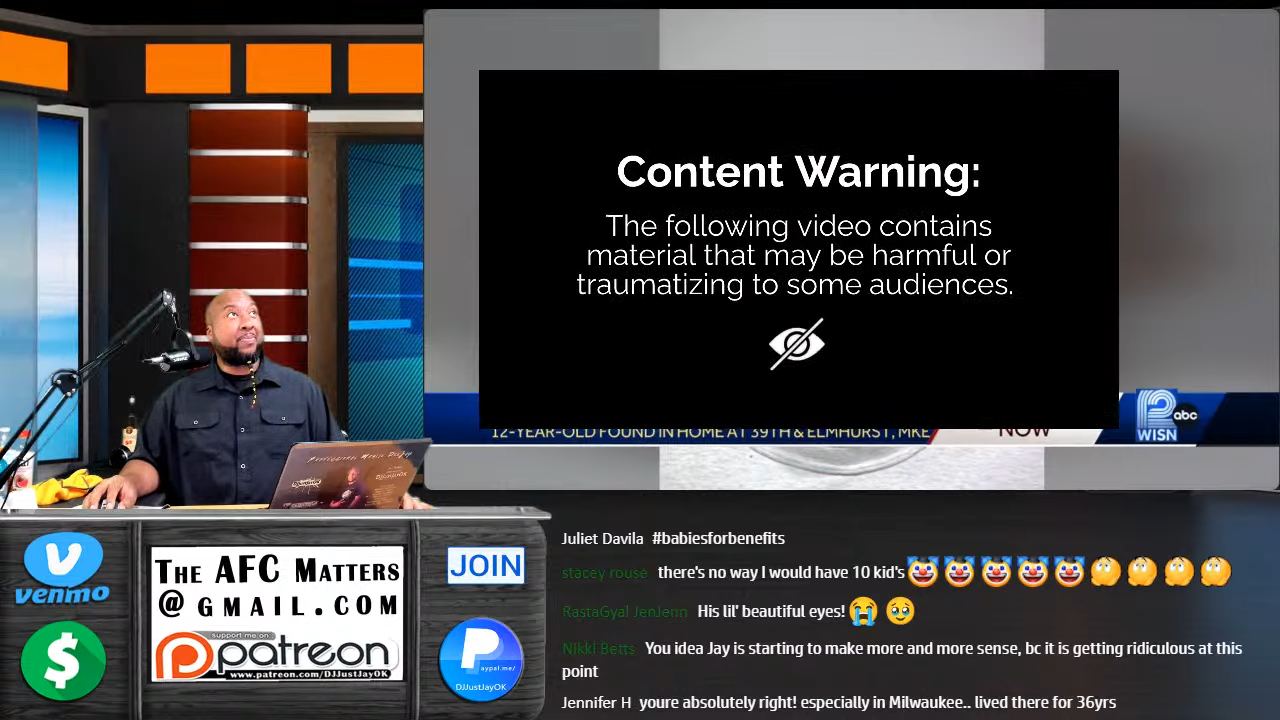 Content Warning:
The following video contains
material that may be harmful or
traumatizing to some audiences.
12-YEAR-OLD FOUND IN HOME AT 39TH & ELMHURST, MKE
NOW
12
abc
WISN
venmo
$
THE AFC MATTERS
@GMAIL.COM
support me on:
patreon
www.patreon.com/DJJustJayOK
JOIN
P
aypal.me/
DJJustJayOK
Juliet Davila #babiesforbenefits
stacey rouse there's no way I would have 10 kid's🤡🤡🤡🤡🤡🫣🫣🫣🫣
RastaGyal JenJenn His lil' beautiful eyes!😭🥹
Nikki Betts You idea Jay is starting to make more and more sense, bc it is getting ridiculous at this
point
Jennifer H youre absolutely right! especially in Milwaukee.. lived there for 36yrs